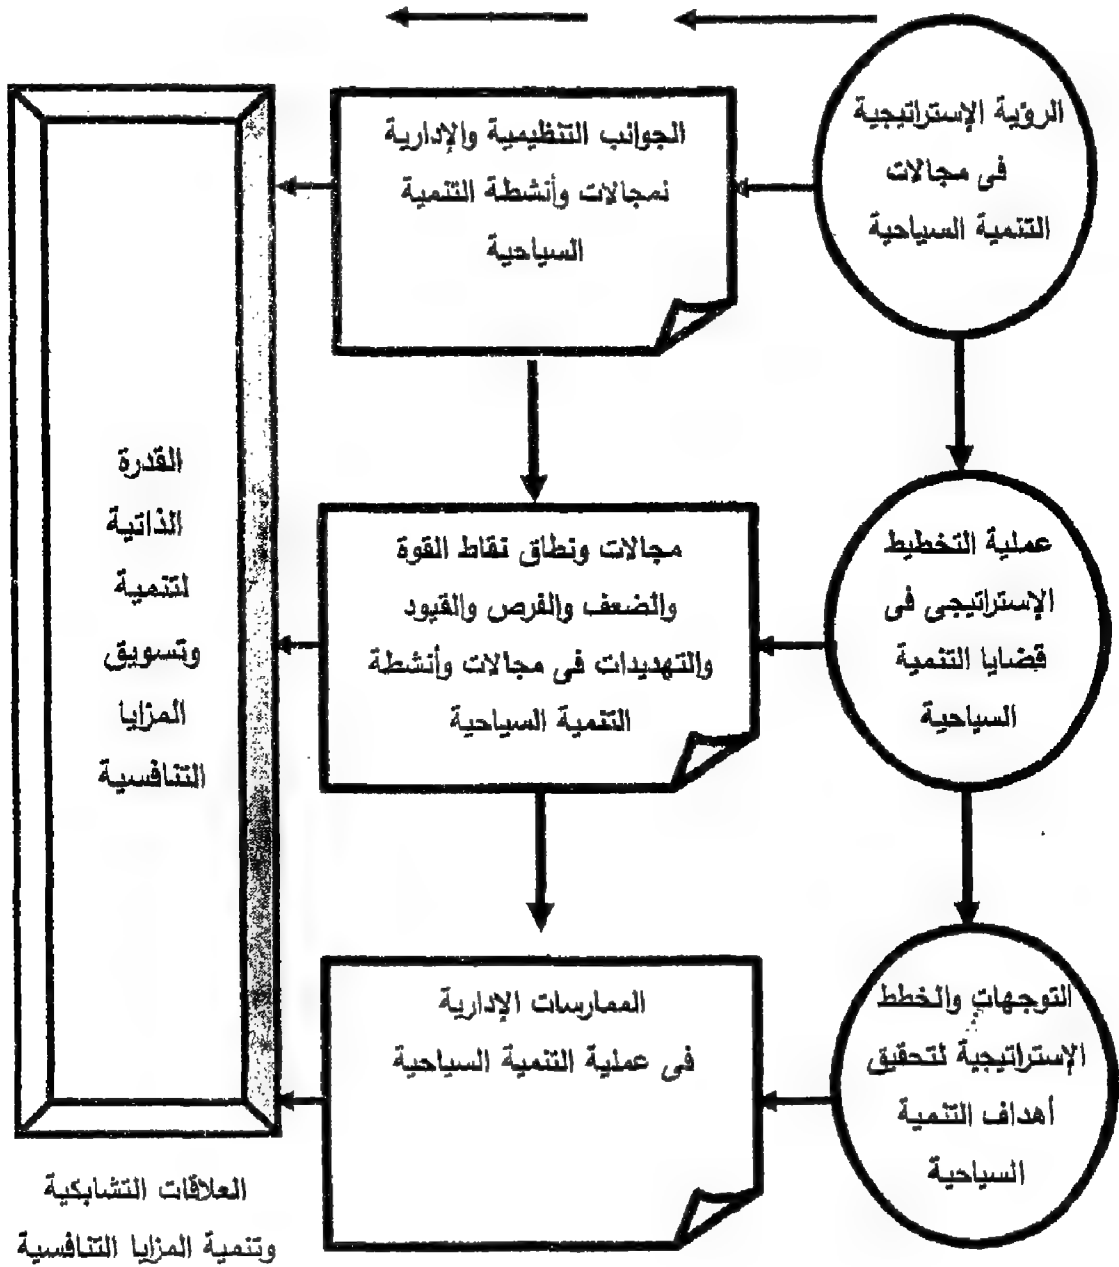 الرؤية الإستراتيجية
فى مجالات
التنمية السياحية
الجوانب التنظيمية والإدارية
لمجالات وأنشطة التنمية
السياحية
القدرة
الذاتية
لتنمية
وتسويق
المزايا
التنافسية
عملية التخطيط
الإستراتيجى فى
قضايا التنمية
السياحية
مجالات ونطاق نقاط القوة
والضعف والفرص والقيود
والتهديدات فى مجالات وأنشطة
التنمية السياحية
التوجهات والخطط
الإستراتيجية لتحقيق
أهداف التنمية
السياحية
الممارسات الإدارية
فى عملية التنمية السياحية
العلاقات التشابكية
وتنمية المزايا التنافسية